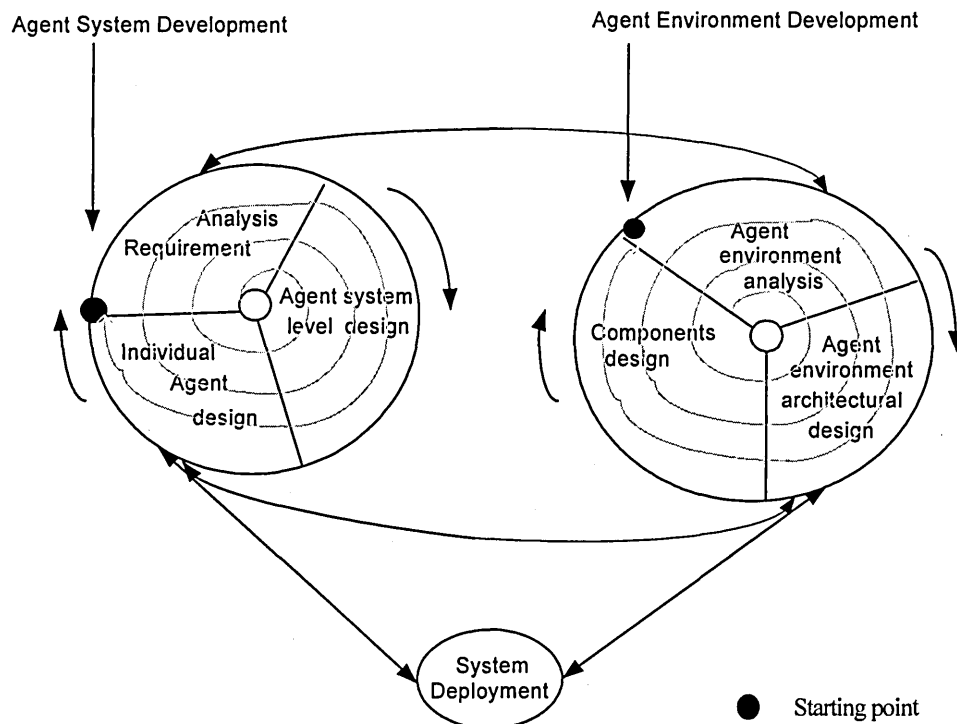 Agent System Development
Agent Environment Development
Analysis
Requirement
Agent system
level design
Individual
Agent
design
Agent
environment
analysis
Components
design
Agent
environment
architectural
design
System
Deployment
Starting point